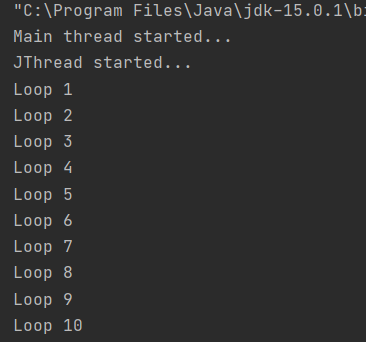 "C:\Program Files\Java\jdk-15.0.1\bi
Main thread started...
JThread started...
Loop 1
Loop 2
Loop 3
Loop 4
Loop 5
Loop 6
Loop 7
Loop 8
Loop 9
Loop 10